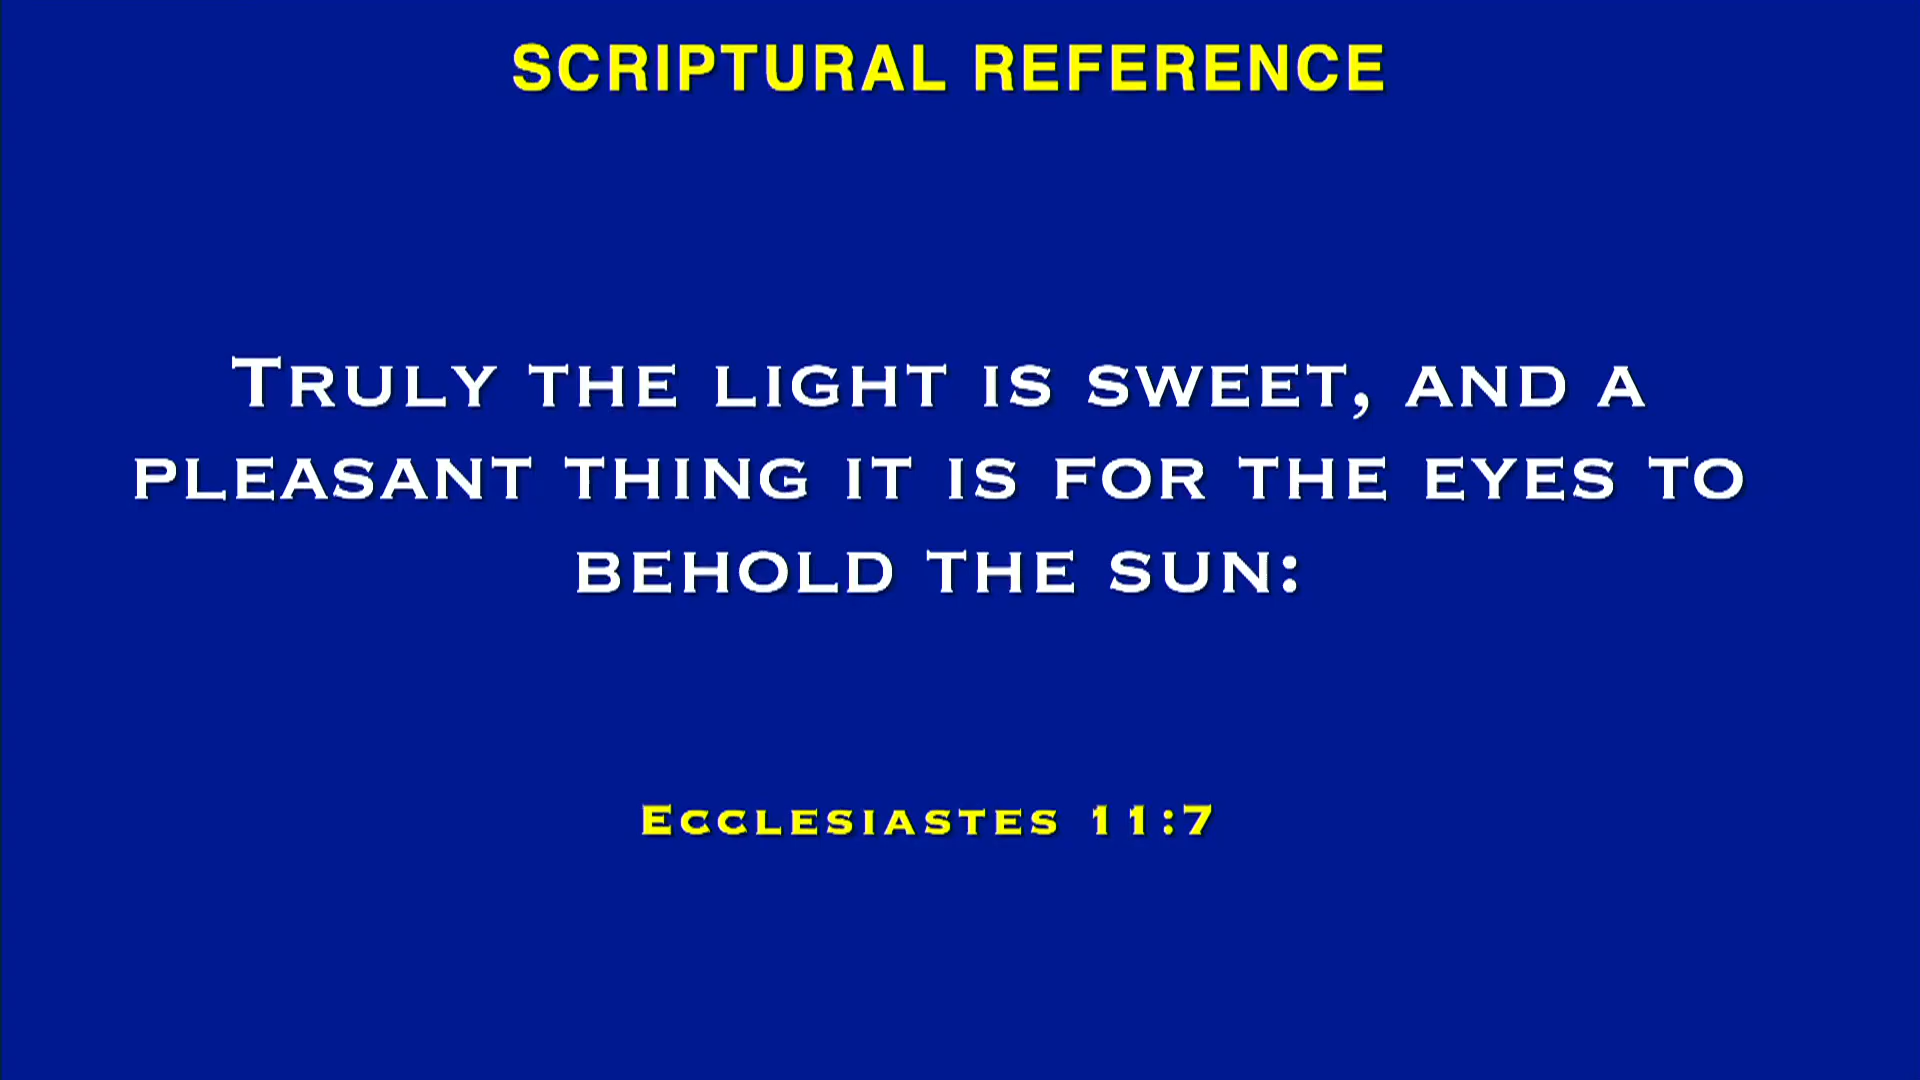 SCRIPTURAL REFERENCE
Truly the light is sweet, and a
pleasant thing it is for the eyes to
behold the sun:
Ecclesiastes 11:7